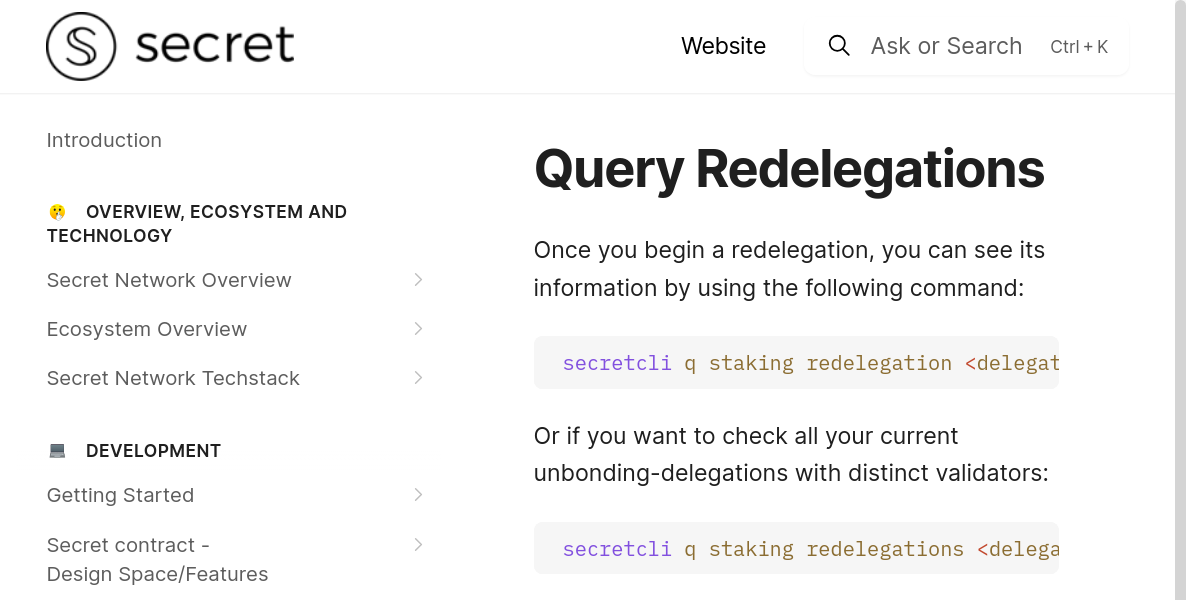 secret
Website
Ask or Search Ctrl + K
Introduction
OVERVIEW, ECOSYSTEM AND
TECHNOLOGY
Secret Network Overview
Ecosystem Overview
Secret Network Techstack
DEVELOPMENT
Getting Started
Secret contract -
Design Space/Features
Query Redelegations
Once you begin a redelegation, you can see its
information by using the following command:
secretcli q staking redelegation <delegat
Or if you want to check all your current
unbonding-delegations with distinct validators:
secretcli q staking redelegations <delega